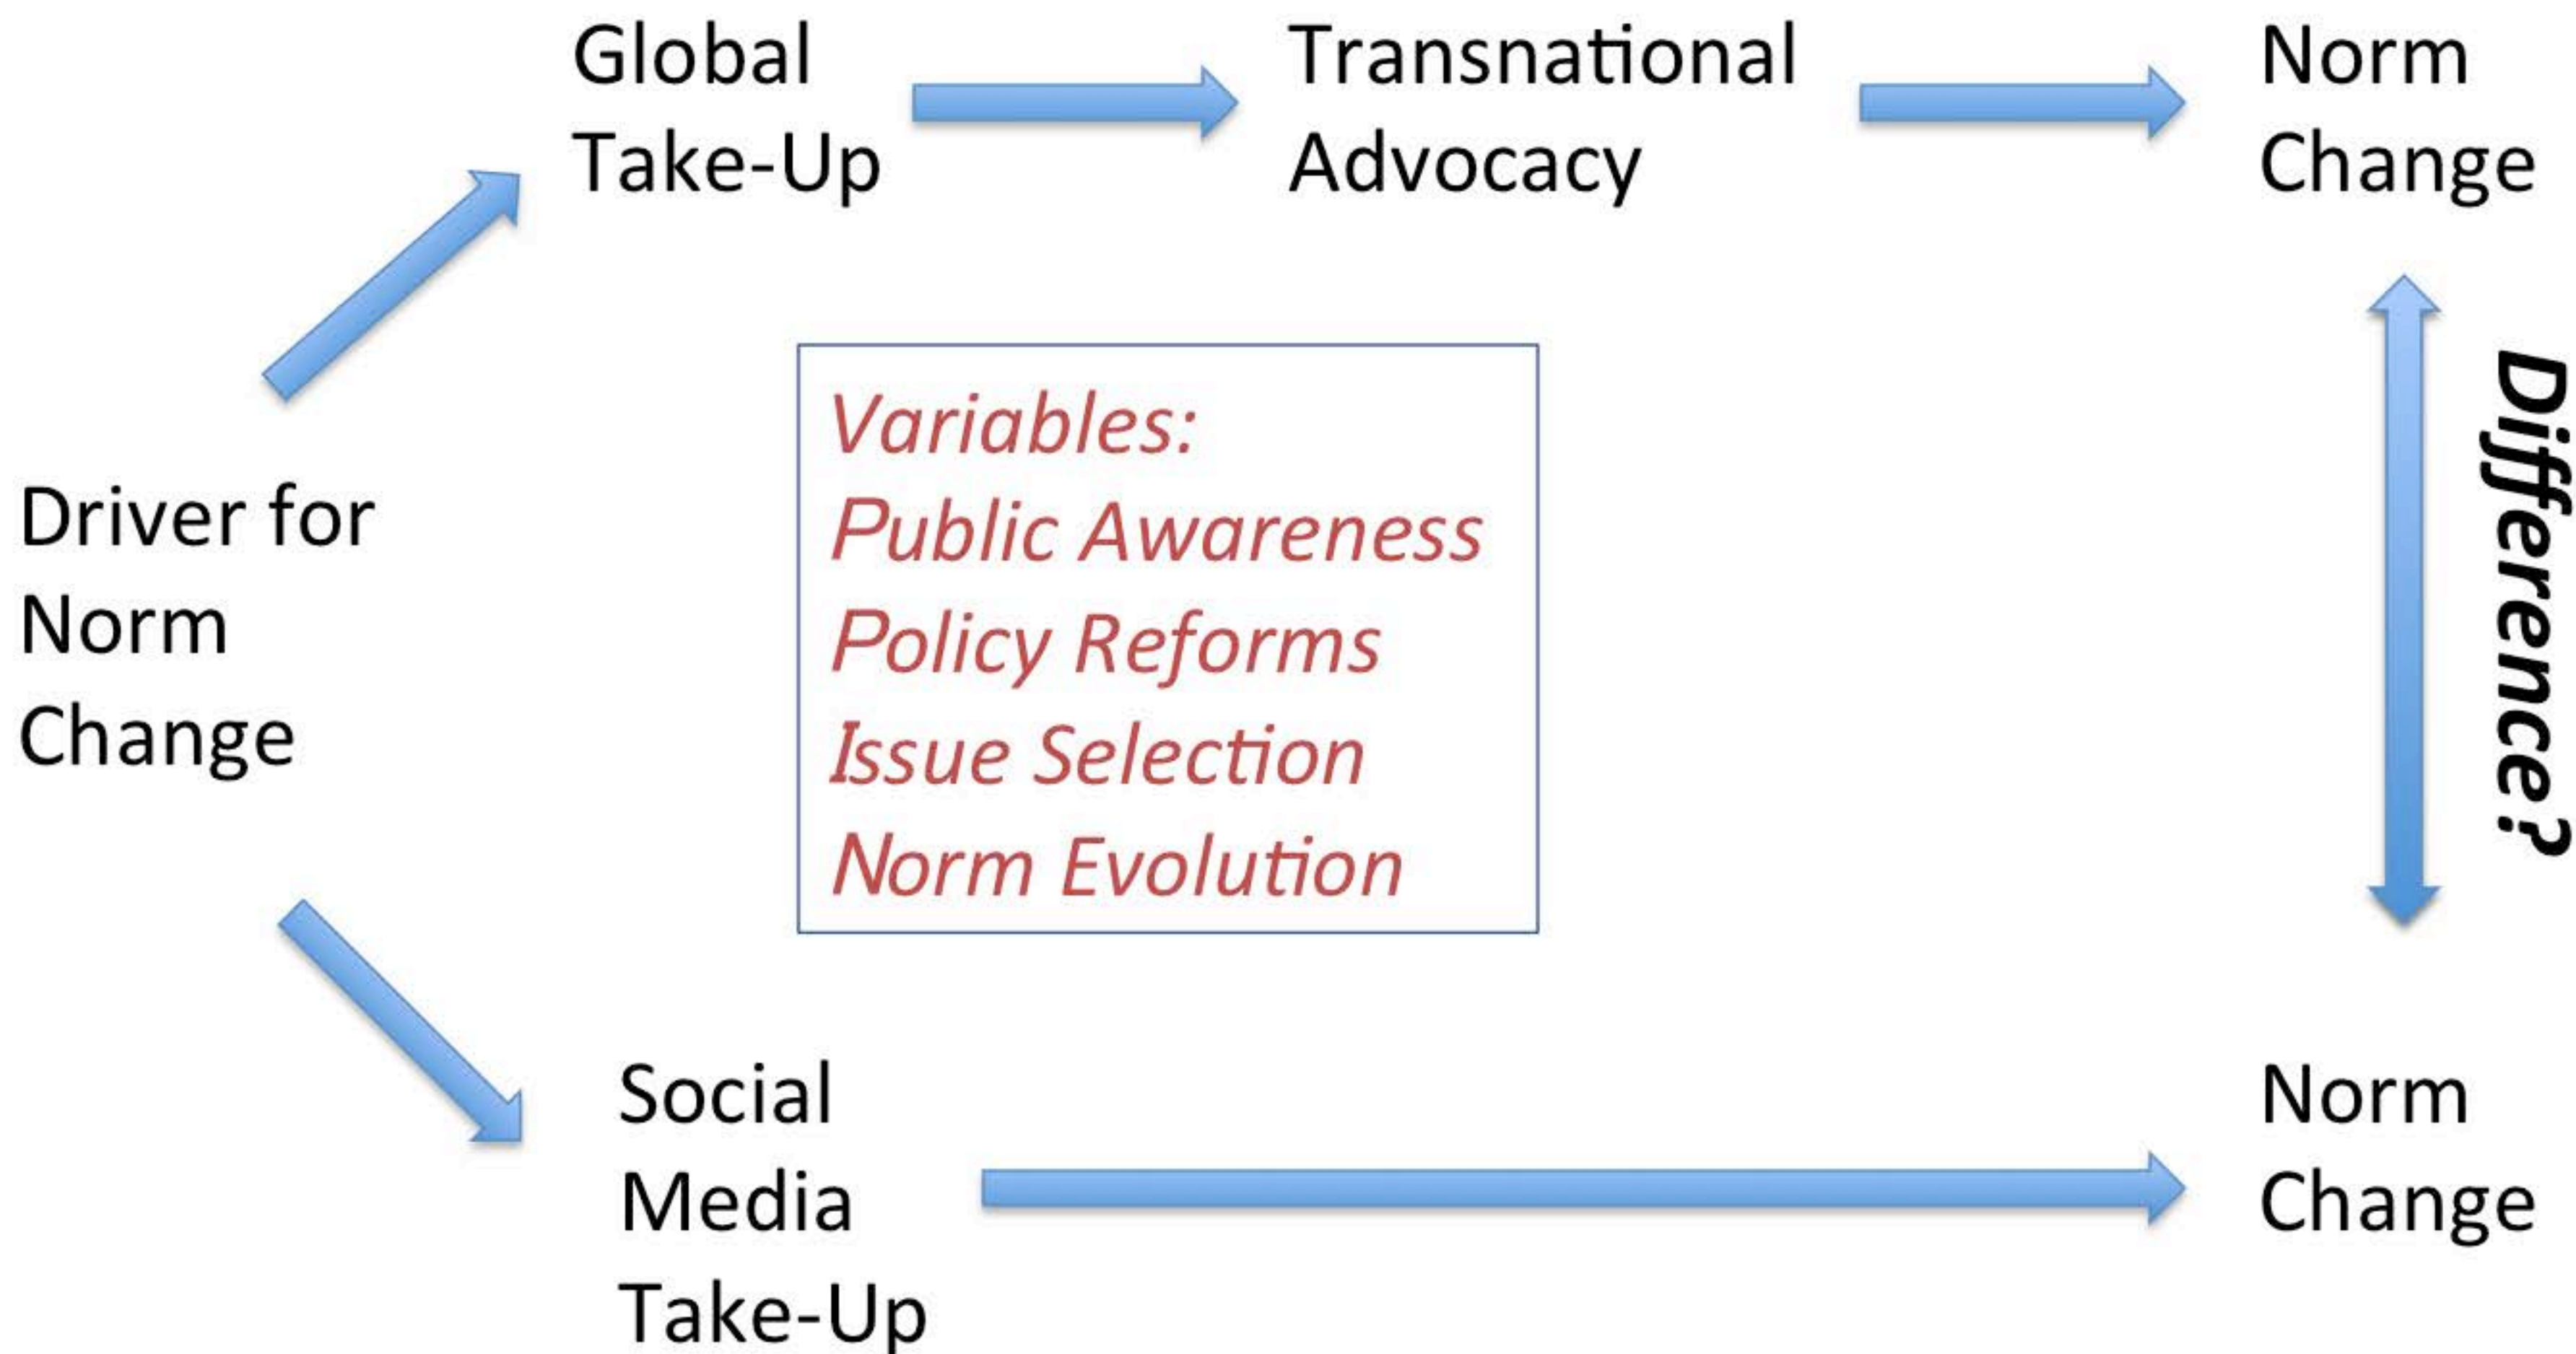 Global
Take-Up
Transnational
Advocacy
Norm
Change
Driver for
Norm
Change
Variables:
Public Awareness
Policy Reforms
Issue Selection
Norm Evolution
Difference?
Social
Media
Take-Up
Norm
Change